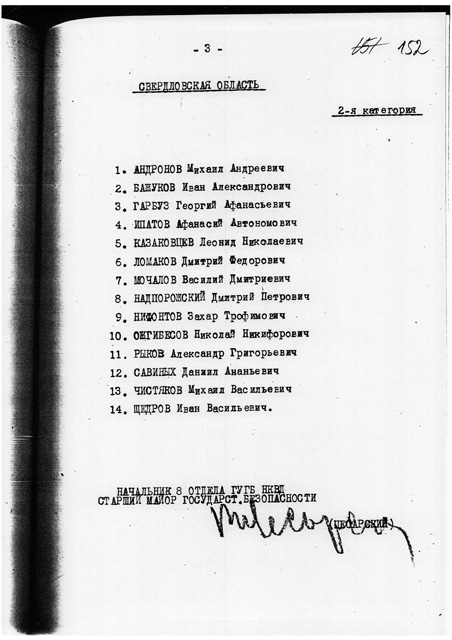 - 3 -
151 152
СВЕРДЛОВСКАЯ ОБЛАСТЬ
2-я категория
1. АНДРОНОВ Михаил Андреевич
2. БАШУКОВ Иван Александрович
3. ГАРБУЗ Георгий Афанасьевич
4. ИПАТОВ Афанасий Автономович
5. КАЗАКОВЦЕВ Леонид Николаевич
6. ЛОМАКОВ Дмитрий Федорович
7. МОЧАЛОВ Василий Дмитриевич
8. НАДПОРОЖСКИЙ Дмитрий Петрович
9. НИФОНТОВ Захар Трофимович
10. ОЖГИБЕСОВ Николай Никифорович
11. РЫКОВ Александр Григорьевич
12. САВИНЫХ Даниил Ананьевич
13. ЧИСТЯКОВ Михаил Васильевич
14. ЩЕДРОВ Иван Васильевич.
НАЧАЛЬНИК 8 ОТДЕЛА ГУГБ НКВД
СТАРШИЙ МАЙОР ГОСУДАРСТ.БЕЗОПАСНОСТИ
(ЦЕСАРСКИЙ)